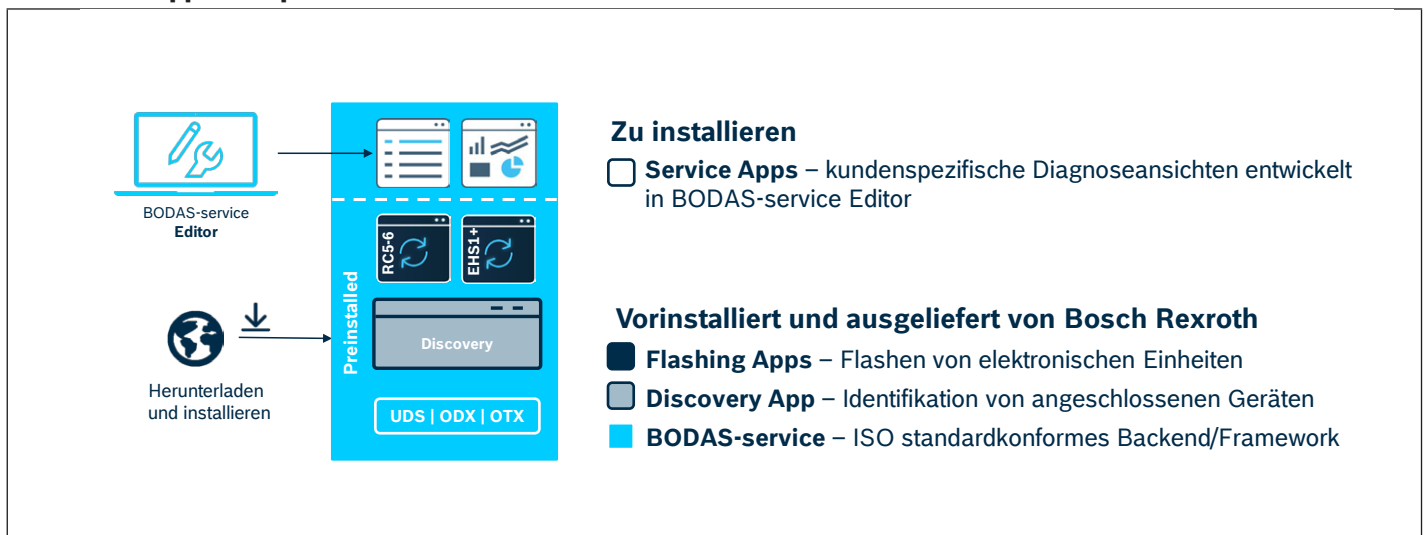 BODAS-service
Editor
Herunterladen
und installieren
Preinstalled
RC5-6
EHS1+
Discovery
UDS | ODX | OTX
Zu installieren
Service Apps – kundenspezifische Diagnoseansichten entwickelt
in BODAS-service Editor
Vorinstalliert und ausgeliefert von Bosch Rexroth
Flashing Apps – Flashen von elektronischen Einheiten
Discovery App – Identifikation von angeschlossenen Geräten
BODAS-service – ISO standardkonformes Backend/Framework